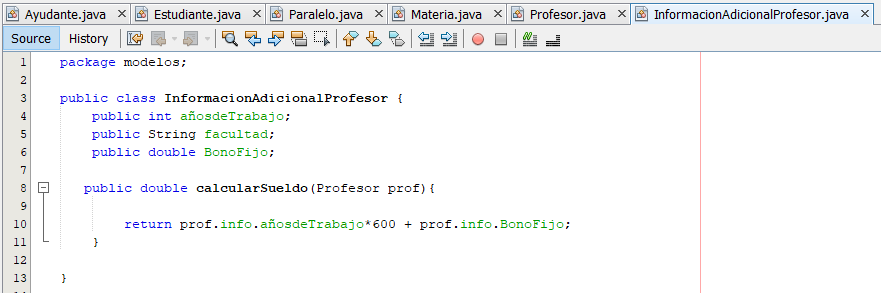 Ayudante.java Estudiante.java Paralelo.java Materia.java Profesor.java InformacionAdicionalProfesor.java
Source History
1 package modelos;
2
3 public class InformacionAdicionalProfesor {
4 public int añosdeTrabajo;
5 public String facultad;
6 public double BonoFijo;
7
8 public double calcularSueldo(Profesor prof){
9
10 return prof.info.añosdeTrabajo*600 + prof.info.BonoFijo;
11 }
12
13 }